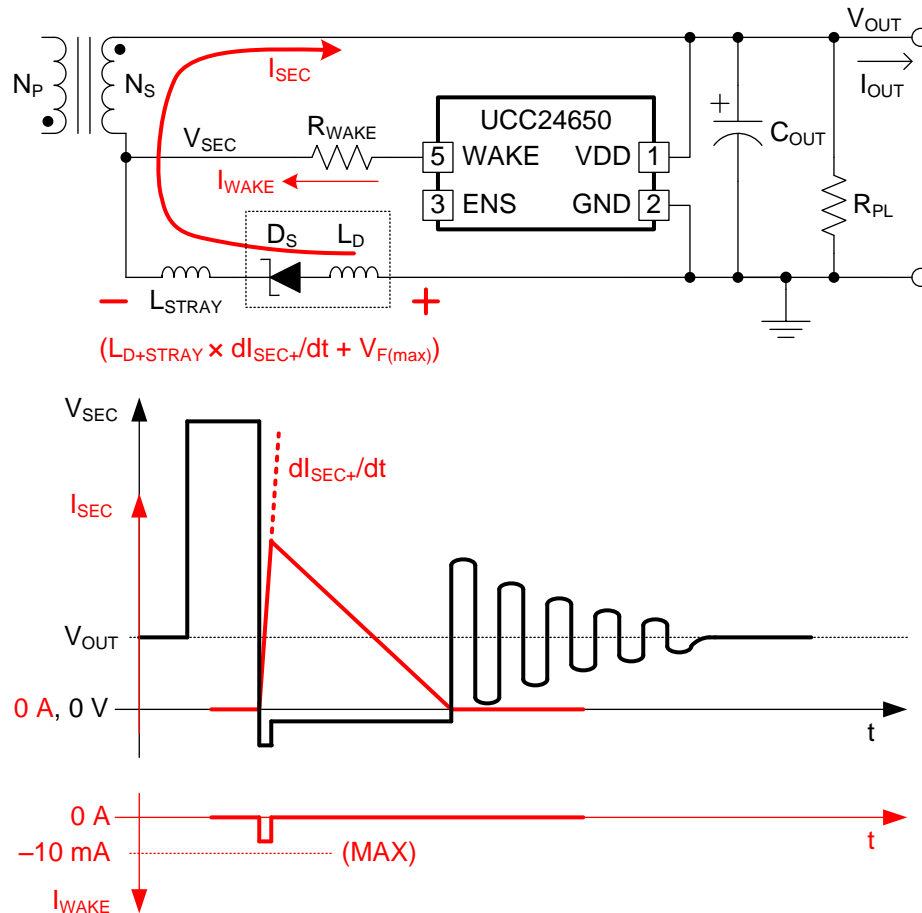 V_OUT
N_P
N_S
I_SEC
I_OUT
UCC24650
R_WAKE
V_SEC
5 WAKE VDD 1
+
C_OUT
I_WAKE
3 ENS GND 2
R_PL
D_S L_D
– L_STRAY +
(L_D+STRAY × dI_SEC+/dt + V_F(max))
V_SEC
dI_SEC+/dt
I_SEC
V_OUT
0 A, 0 V
t
0 A
t
–10 mA (MAX)
I_WAKE